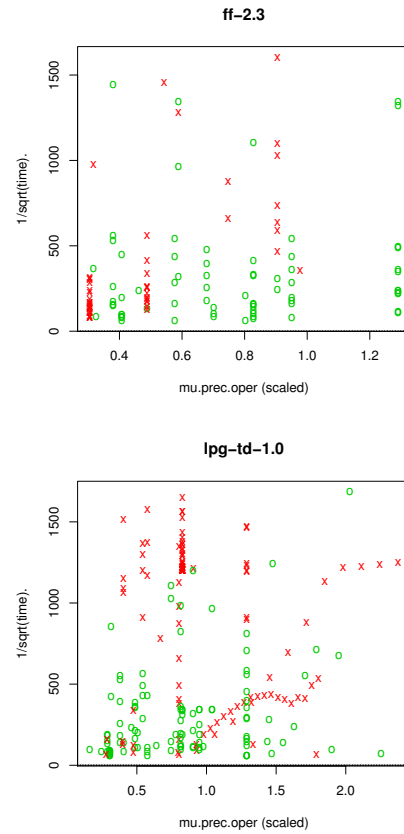 ff−2.3
1/sqrt(time).
1500
1000
500
0
0.4 0.6 0.8 1.0 1.2
mu.prec.oper (scaled)
lpg−td−1.0
1/sqrt(time).
1500
1000
500
0
0.5 1.0 1.5 2.0
mu.prec.oper (scaled)